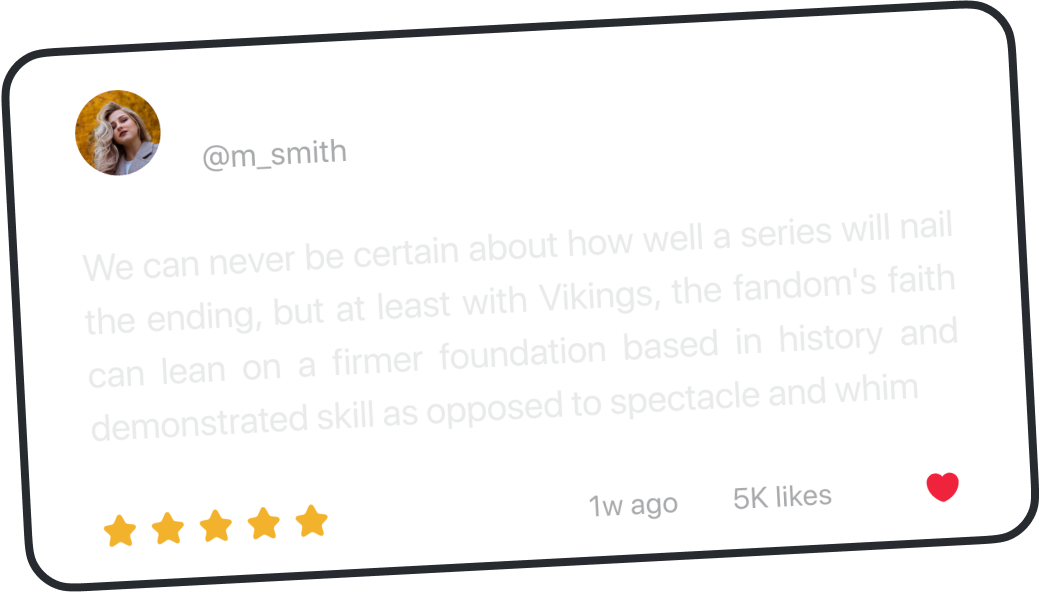 @m_smith
We can never be certain about how well a series will nail
the ending, but at least with Vikings, the fandom's faith
can lean on a firmer foundation based in history and
demonstrated skill as opposed to spectacle and whim
1w ago 5K likes